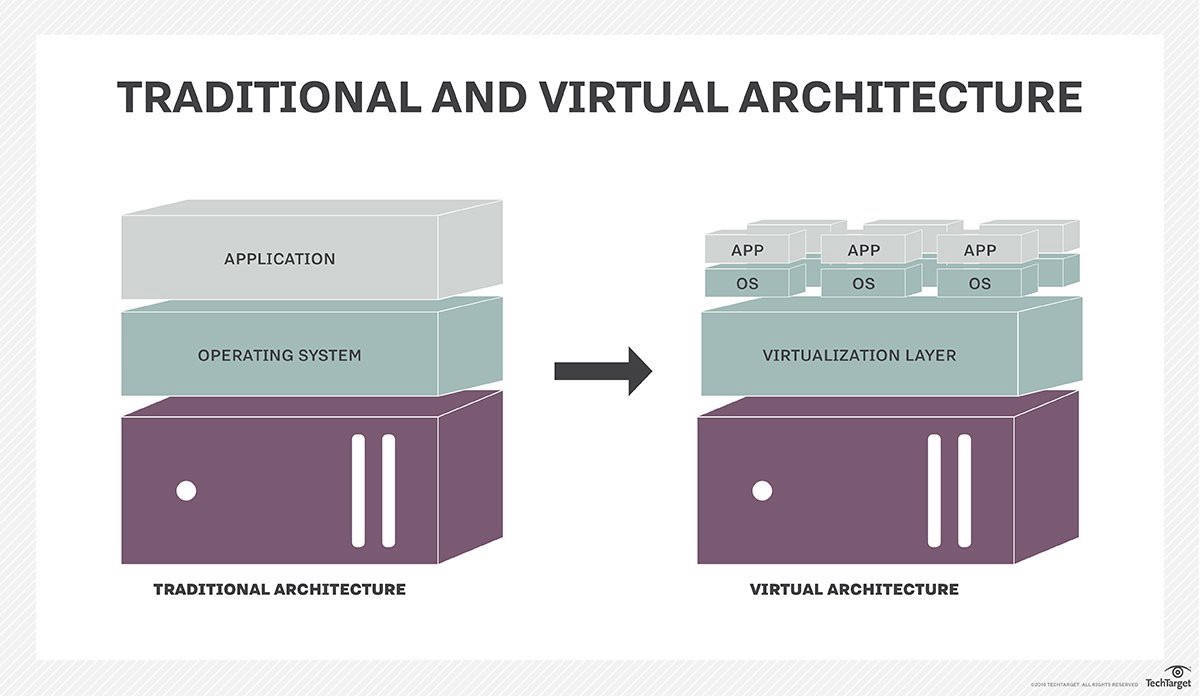 TRADITIONAL AND VIRTUAL ARCHITECTURE
APPLICATION
OPERATING SYSTEM
TRADITIONAL ARCHITECTURE
APP APP APP
OS OS OS
VIRTUALIZATION LAYER
VIRTUAL ARCHITECTURE
©2016 TECHTARGET. ALL RIGHTS RESERVED
TechTarget